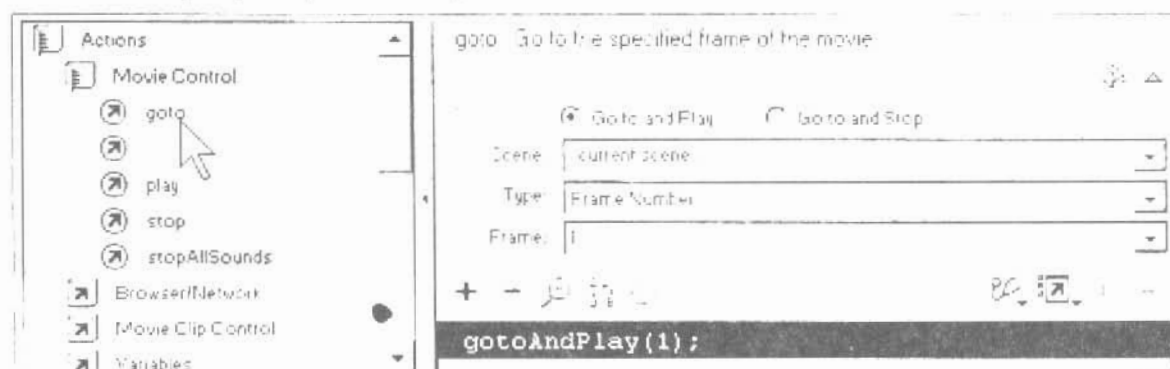 Actions
Movie Control
goto
play
stop
stopAllSounds
Browser/Network
Movie Clip Control
Variables
goto Go to the specified frame of the movie
Go to and Play Go to and Stop
Scene: current scene
Type: Frame Number
Frame: 1
gotoAndPlay(1);